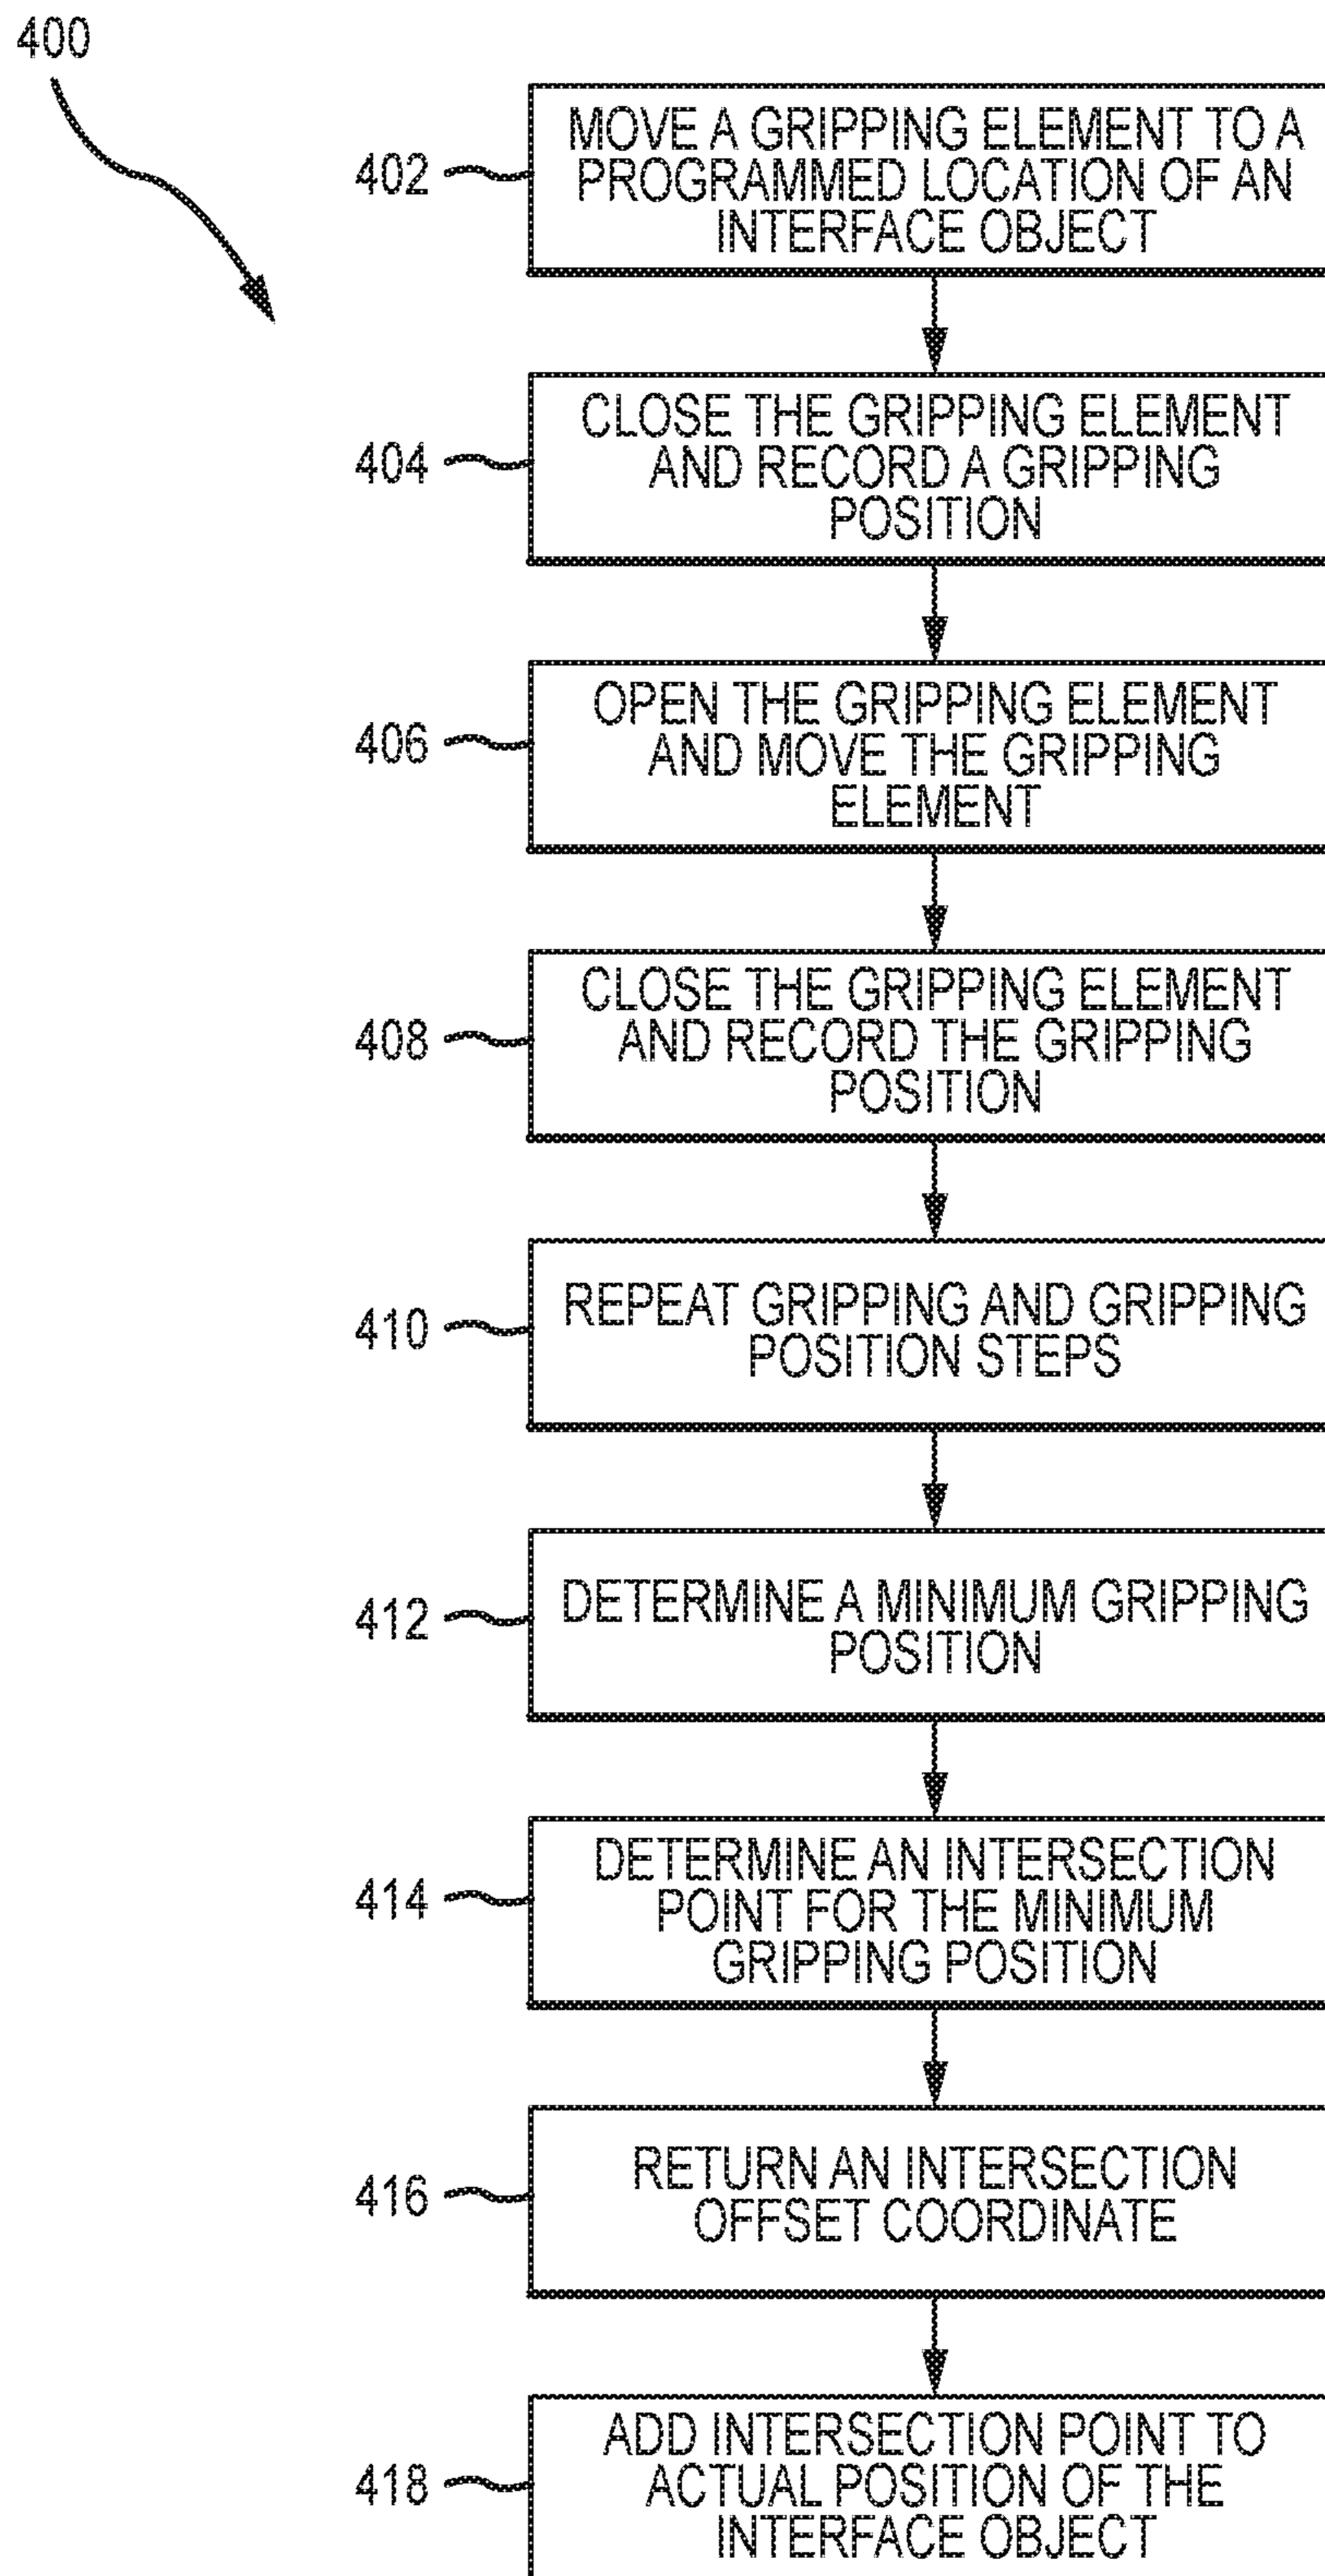 400
402
MOVE A GRIPPING ELEMENT TO A
PROGRAMMED LOCATION OF AN
INTERFACE OBJECT
404
CLOSE THE GRIPPING ELEMENT
AND RECORD A GRIPPING
POSITION
406
OPEN THE GRIPPING ELEMENT
AND MOVE THE GRIPPING
ELEMENT
408
CLOSE THE GRIPPING ELEMENT
AND RECORD THE GRIPPING
POSITION
410
REPEAT GRIPPING AND GRIPPING
POSITION STEPS
412
DETERMINE A MINIMUM GRIPPING
POSITION
414
DETERMINE AN INTERSECTION
POINT FOR THE MINIMUM
GRIPPING POSITION
416
RETURN AN INTERSECTION
OFFSET COORDINATE
418
ADD INTERSECTION POINT TO
ACTUAL POSITION OF THE
INTERFACE OBJECT